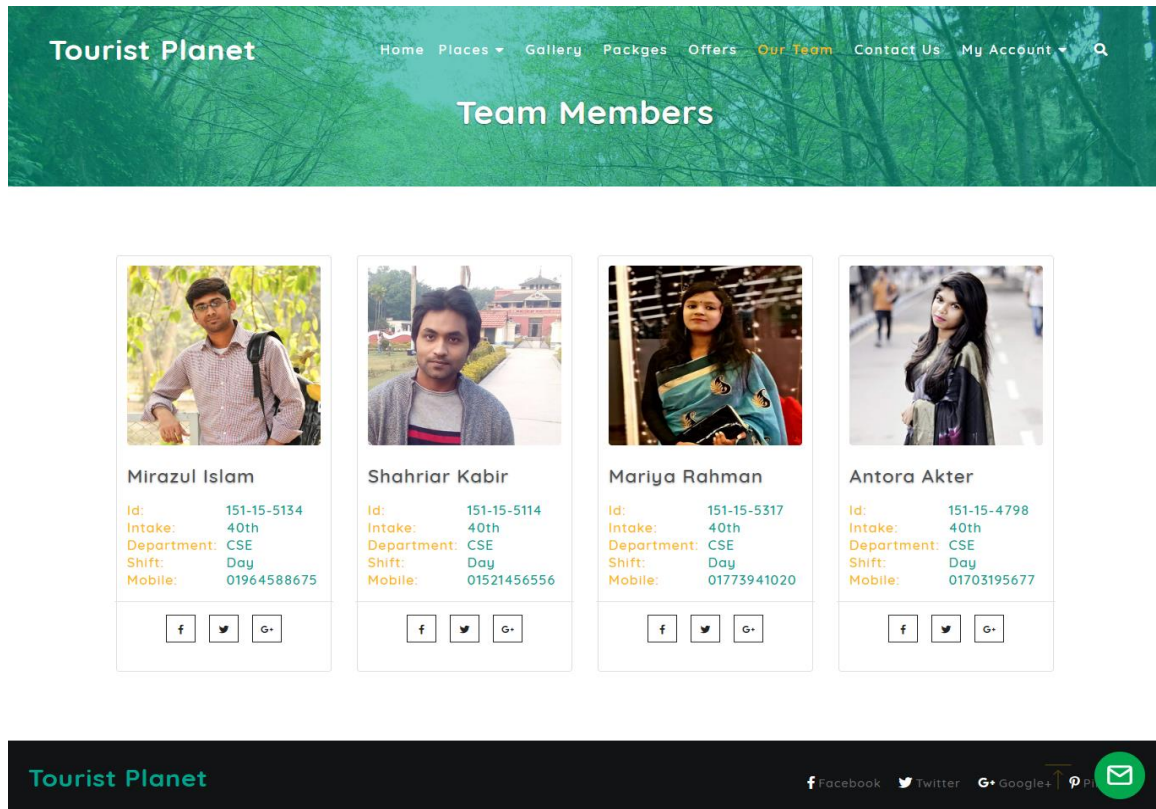 Tourist Planet
Home Places Gallery Packges Offers Our Team Contact Us My Account
Team Members
Mirazul Islam
Id: 151-15-5134
Intake: 40th
Department: CSE
Shift: Day
Mobile: 01964588675
Shahriar Kabir
Id: 151-15-5114
Intake: 40th
Department: CSE
Shift: Day
Mobile: 01521456556
Mariya Rahman
Id: 151-15-5317
Intake: 40th
Department: CSE
Shift: Day
Mobile: 01773941020
Antora Akter
Id: 151-15-4798
Intake: 40th
Department: CSE
Shift: Day
Mobile: 01703195677
Tourist Planet
Facebook Twitter G+ Google+